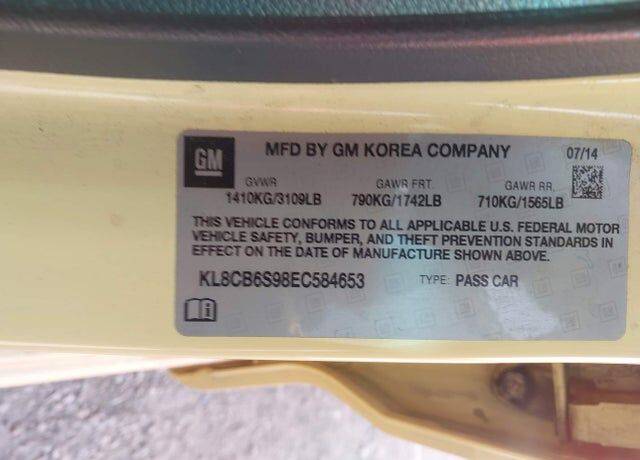 GM
MFD BY GM KOREA COMPANY
07/14
GVWR GAWR FRT. GAWR RR.
1410KG/3109LB 790KG/1742LB 710KG/1565LB
THIS VEHICLE CONFORMS TO ALL APPLICABLE U.S. FEDERAL MOTOR
VEHICLE SAFETY, BUMPER, AND THEFT PREVENTION STANDARDS IN
EFFECT ON THE DATE OF MANUFACTURE SHOWN ABOVE.
KL8CB6S98EC584653 TYPE: PASS CAR